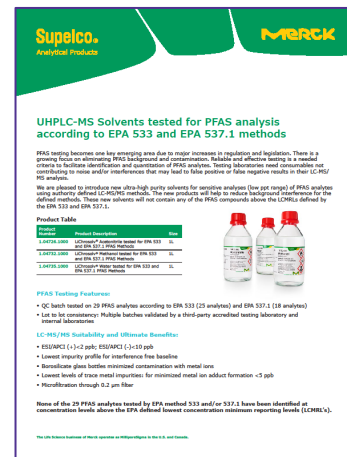 Supelco®
Analytical Products
MERCK
UHPLC-MS Solvents tested for PFAS analysis
according to EPA 533 and EPA 537.1 methods
PFAS testing becomes one key emerging area due to major increases in regulation and legislation. There is a
growing focus on eliminating PFAS background and contamination. Reliable and effective testing is a needed
criteria to facilitate identification and quantification of PFAS analytes. Testing laboratories need consumables not
contributing to noise and/or interferences that may lead to false positive or false negative results in their LC-MS/
MS analysis.
We are pleased to introduce new ultra-high purity solvents for sensitive analyses (low ppt range) of PFAS analytes
using authority defined LC-MS/MS methods. The new products will help to reduce background interference for the
defined methods. These new solvents will not contain any of the PFAS compounds above the LCMRLs defined by
the EPA 533 and EPA 537.1.
Product Table
Product
Number Product Description Size
1.04726.1000 LiChrosolv® Acetonitrile tested for EPA 533 1L
and EPA 537.1 PFAS Methods
1.04732.1000 LiChrosolv® Methanol tested for EPA 533 1L
and EPA 537.1 PFAS Methods
1.04735.1000 LiChrosolv® Water tested for EPA 533 and 1L
EPA 537.1 PFAS Methods
PFAS Testing Features:
• QC batch tested on 29 PFAS analytes according to EPA 533 (25 analytes) and EPA 537.1 (18 analytes)
• Lot to lot consistency: Multiple batches validated by a third-party accredited testing laboratory and
internal laboratories
LC-MS/MS Suitability and Ultimate Benefits:
• ESI/APCI (+)<2 ppb; ESI/APCI (-)<10 ppb
• Lowest impurity profile for interference free baseline
• Borosilicate glass bottles minimized contamination with metal ions
• Lowest levels of trace metal impurities: for minimized metal ion adduct formation <5 ppb
• Microfiltration through 0.2 µm filter
None of the 29 PFAS analytes tested by EPA method 533 and/or 537.1 have been identified at
concentration levels above the EPA defined lowest concentration minimum reporting levels (LCMRL's).
The Life Science business of Merck operates as MilliporeSigma in the U.S. and Canada.